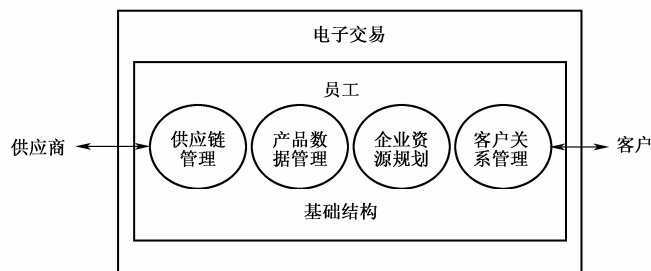 电子交易
员工
供应商
供应链
管理
产品数
据管理
企业资
源规划
客户关
系管理
客户
基础结构